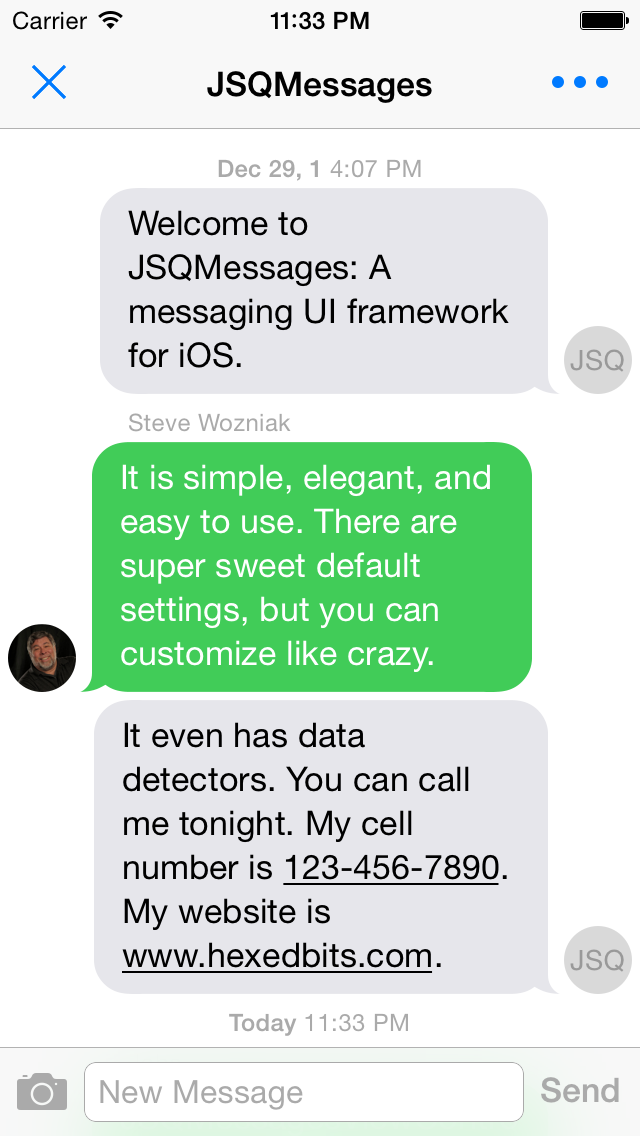 Carrier 11:33 PM
JSQMessages
Dec 29, 1 4:07 PM
Welcome to
JSQMessages: A
messaging UI framework
for iOS.
JSQ
Steve Wozniak
It is simple, elegant, and
easy to use. There are
super sweet default
settings, but you can
customize like crazy.
It even has data
detectors. You can call
me tonight. My cell
number is 123-456-7890.
My website is
www.hexedbits.com.
JSQ
Today 11:33 PM
New Message Send